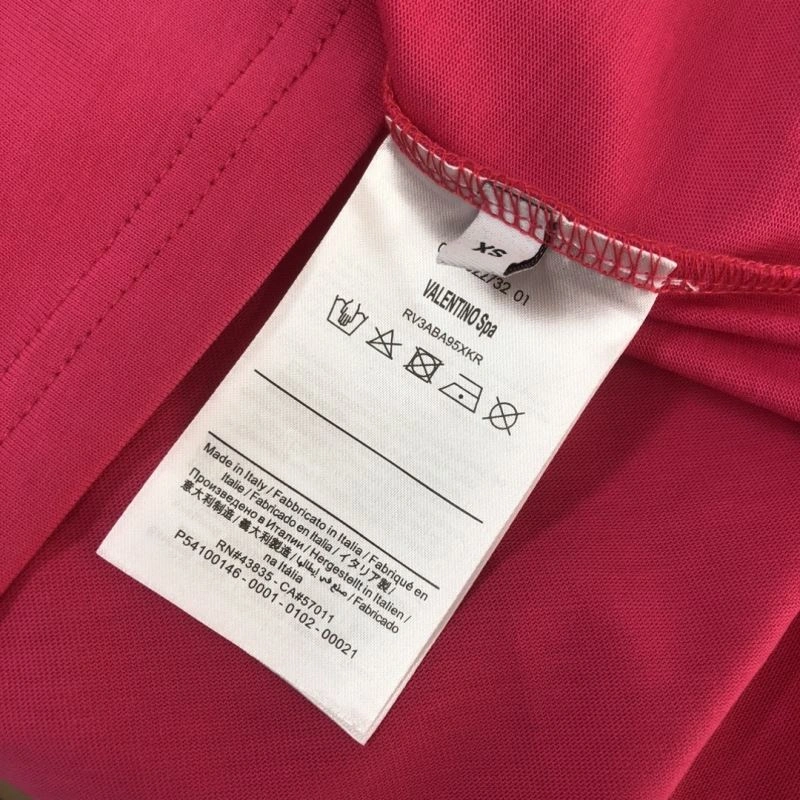 XS
2732 01
VALENTINO Spa
RV3ABA95XKR
Made in Italy / Fabbricato in Italia / Fabriqué en
Italie / Fabricado en Italia / イタリア製 /
Произведено в Италии / Hergestellt in Italien /
意大利制造 / 義大利製造 / صنع في إيطاليا / Fabricado
na Itália
RN#43835 - CA#57011
P54100146 - 0001 - 0102 - 00021